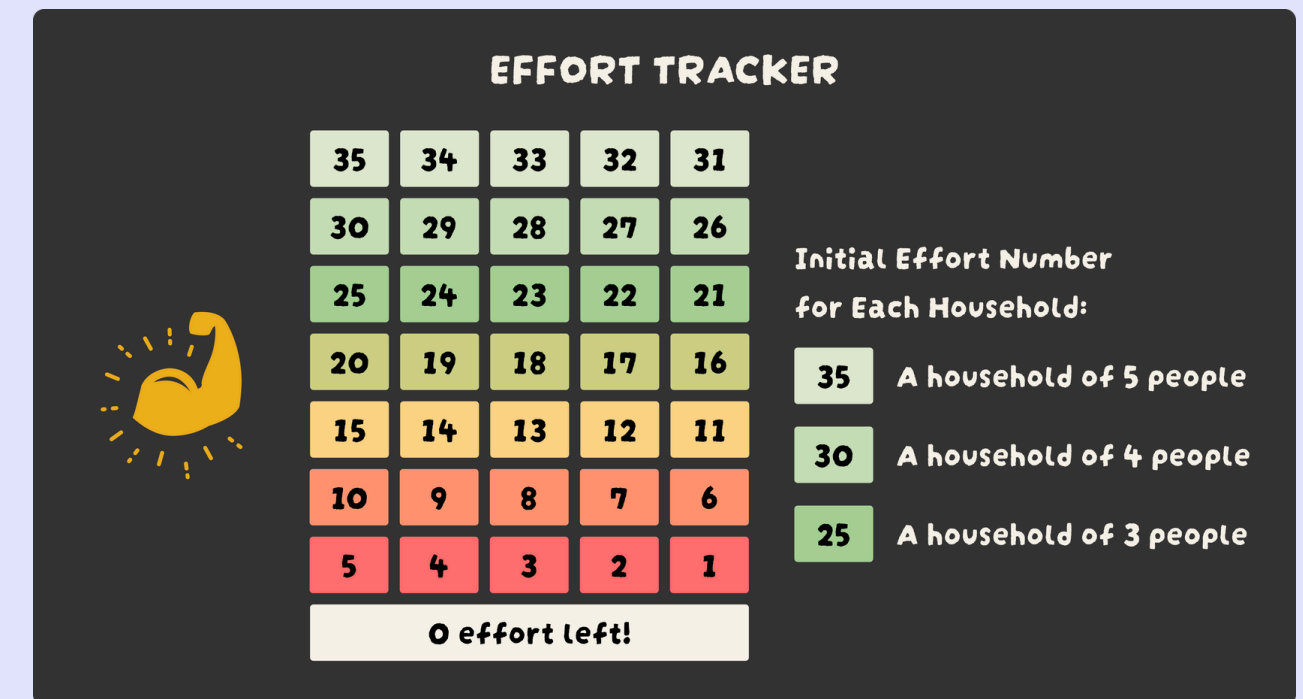 EFFORT TRACKER
35 34 33 32 31
30 29 28 27 26
25 24 23 22 21
20 19 18 17 16
15 14 13 12 11
10 9 8 7 6
5 4 3 2 1
0 effort left!
Initial Effort Number
for Each Household:
35 A household of 5 people
30 A household of 4 people
25 A household of 3 people